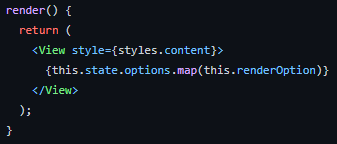 render() {
  return (
    <View style={styles.content}>
      {this.state.options.map(this.renderOption)}
    </View>
  );
}